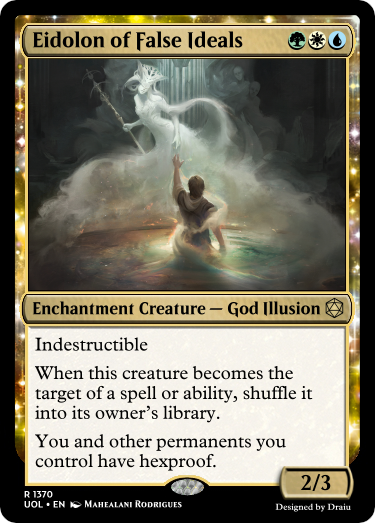 Eidolon of False Ideals
Enchantment Creature — God Illusion
Indestructible
When this creature becomes the
target of a spell or ability, shuffle it
into its owner's library.
You and other permanents you
control have hexproof.
2/3
R 1370
UOL • EN Mahealani Rodrigues
Designed by Draiu